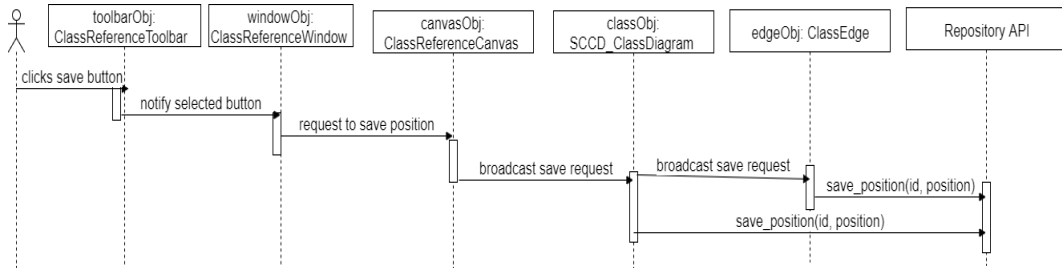 toolbarObj:
ClassReferenceToolbar
windowObj:
ClassReferenceWindow
canvasObj:
ClassReferenceCanvas
classObj:
SCCD_ClassDiagram
edgeObj: ClassEdge
Repository API
clicks save button
notify selected button
request to save position
broadcast save request
broadcast save request
save_position(id, position)
save_position(id, position)